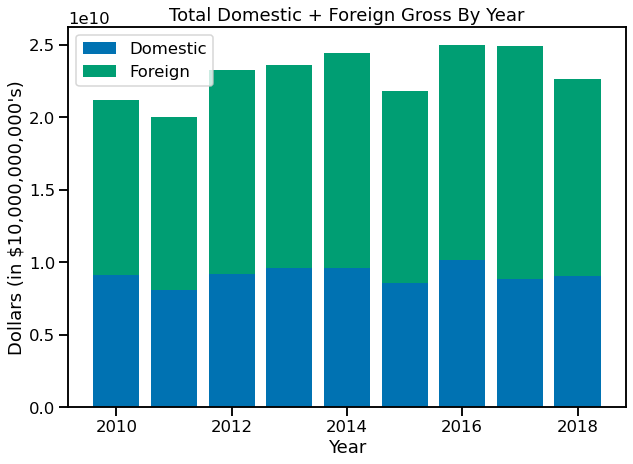 Total Domestic + Foreign Gross By Year
1e10
Domestic
Foreign
Dollars (in $10,000,000,000's)
2.5
2.0
1.5
1.0
0.5
0.0
2010 2012 2014 2016 2018
Year